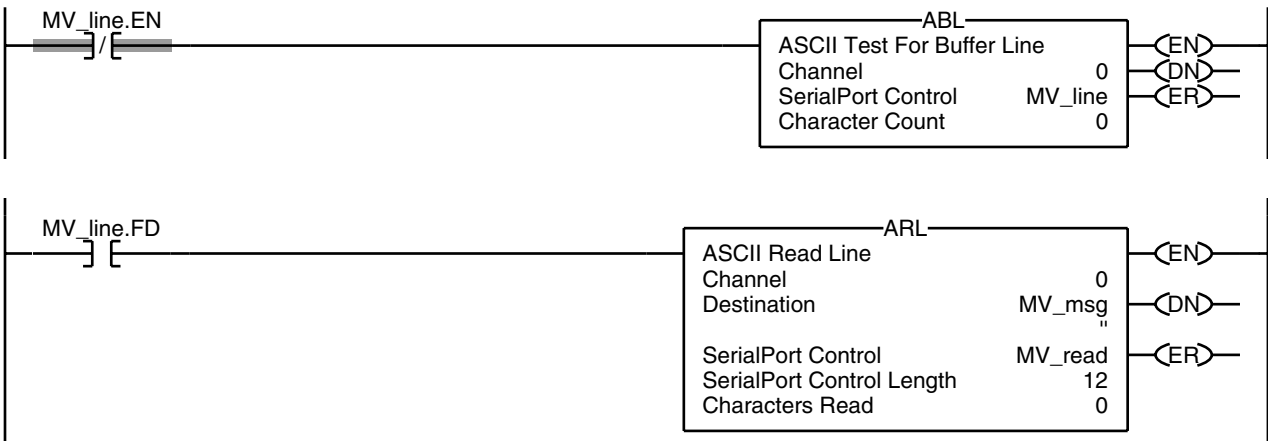 MV_line.EN
/
ABL
ASCII Test For Buffer Line
Channel 0
SerialPort Control MV_line
Character Count 0
EN
DN
ER
MV_line.FD
ARL
ASCII Read Line
Channel 0
Destination MV_msg
''
SerialPort Control MV_read
SerialPort Control Length 12
Characters Read 0
EN
DN
ER